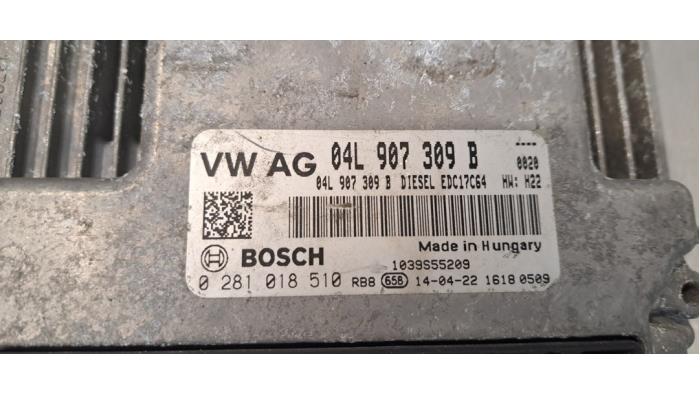 VW AG 04L 907 309 B
0020
04L 907 309 B DIESEL EDC17C64 HW: H22
BOSCH
Made in Hungary
1039S55209
0 281 018 510 RB8 656 14-04-22 1618 0509